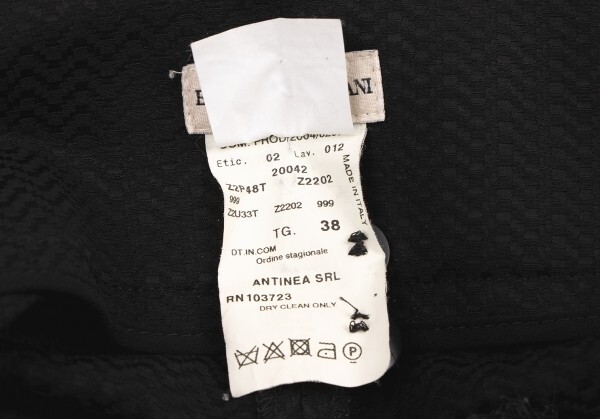 E ANI
COM. PROD/2004/
Etic. 02 Lav. 012
20042
Z2P48T Z2202
999
Z2U33T Z2202 999
MADE IN ITALY
TG. 38
DT.IN.COM
Ordine stagionale
ANTINEA SRL
RN 103723
DRY CLEAN ONLY
P